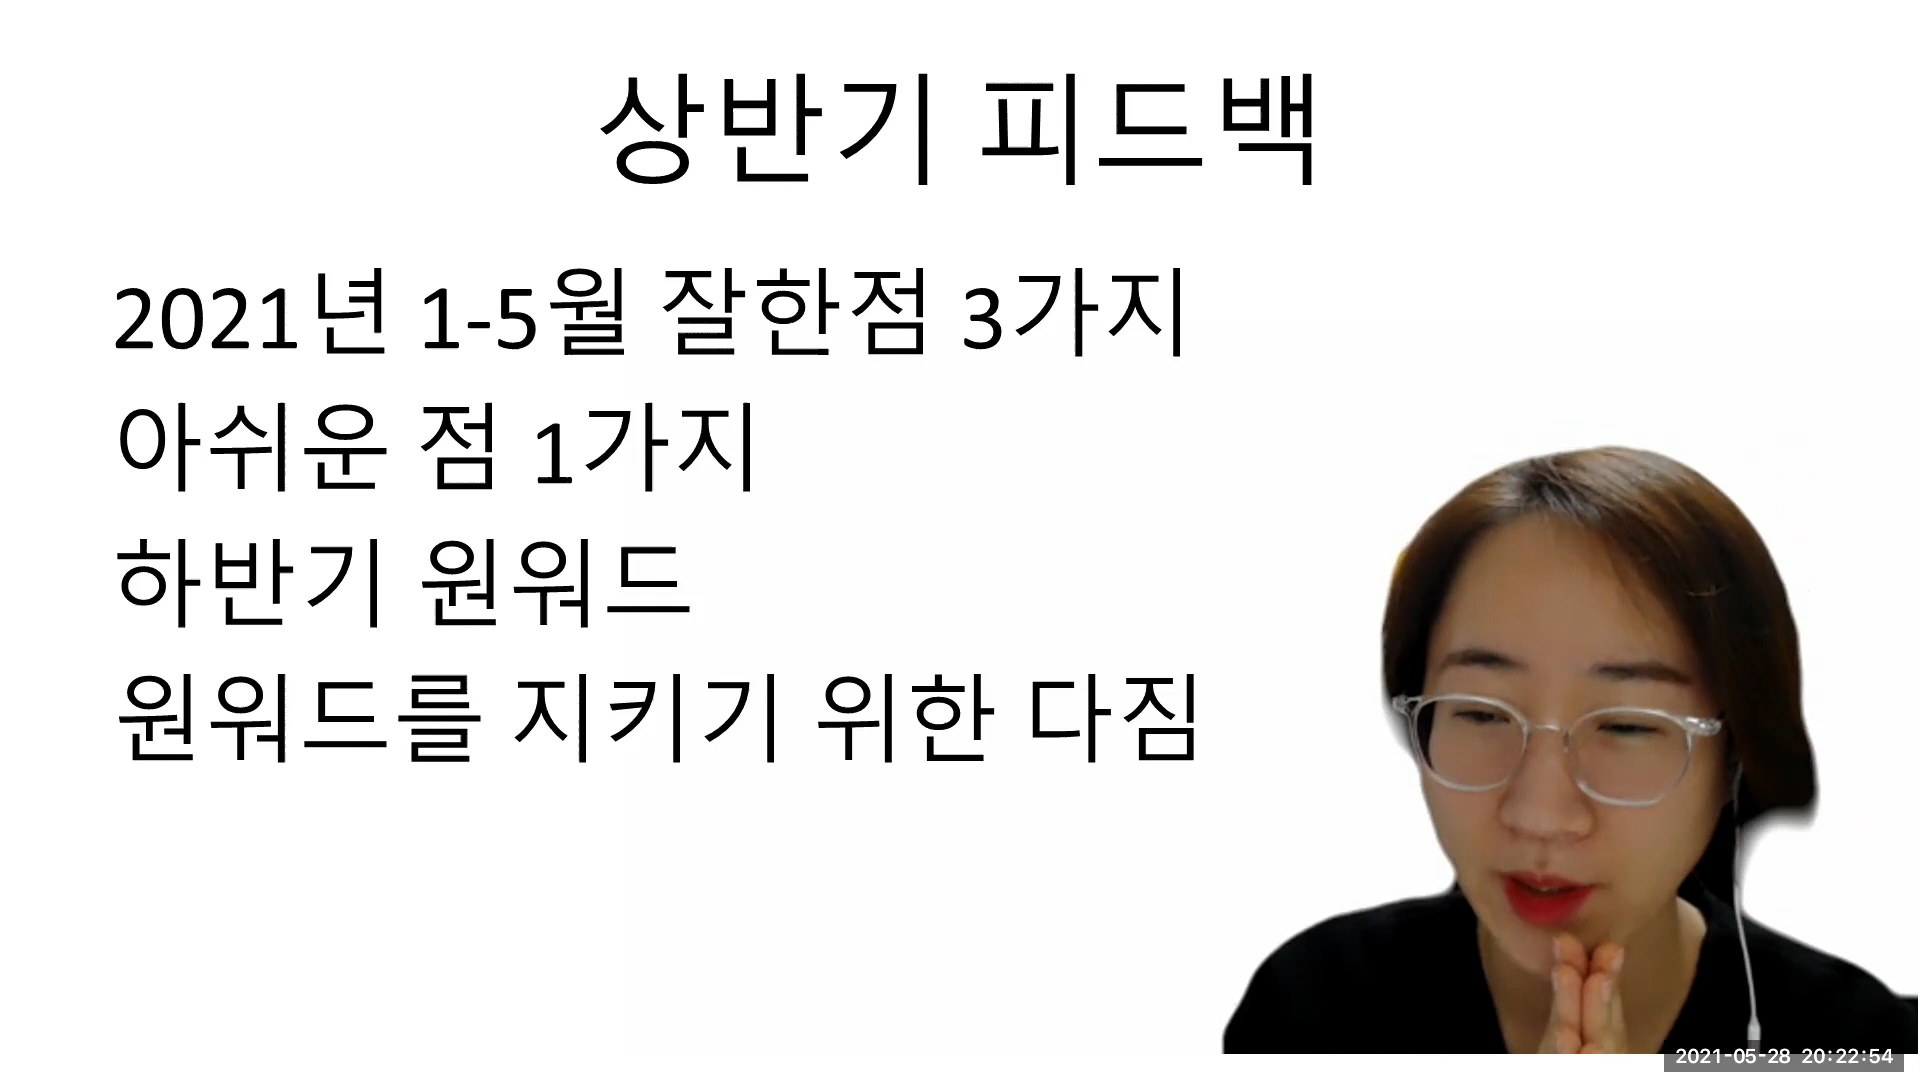 상반기 피드백
2021년 1-5월 잘한점 3가지
아쉬운 점 1가지
하반기 원워드
원워드를 지키기 위한 다짐
2021-05-28 20:22:54